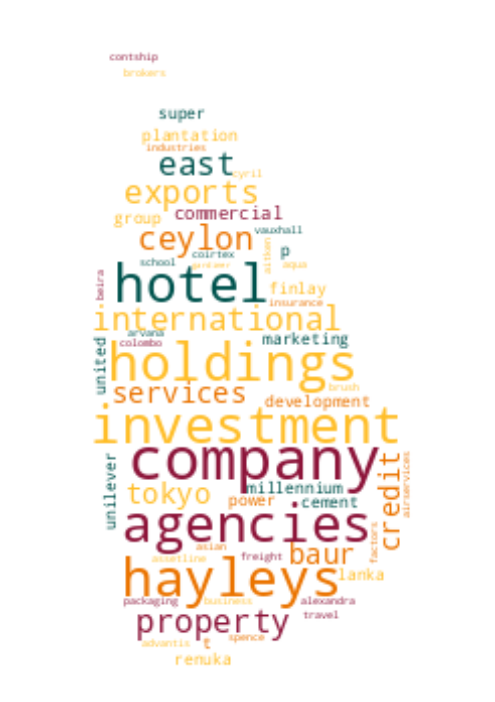 contship
brokers
super
plantation
industries
east
cyril
exports
group
commercial
vauxhall
ceylon
p
aitken
coirtex
school
gardiner
aqua
hotel
beira
finlay
insurance
international
arvana
colombo
marketing
united
holdings
services
brush
development
investment
company
unilever
tokyo
millennium
power
cement
credit
airservices
agencies
factors
asian
baur
assetline
freight
hayleys
lanka
packaging
business
alexandra
property
travel
spence
advantis
t
renuka